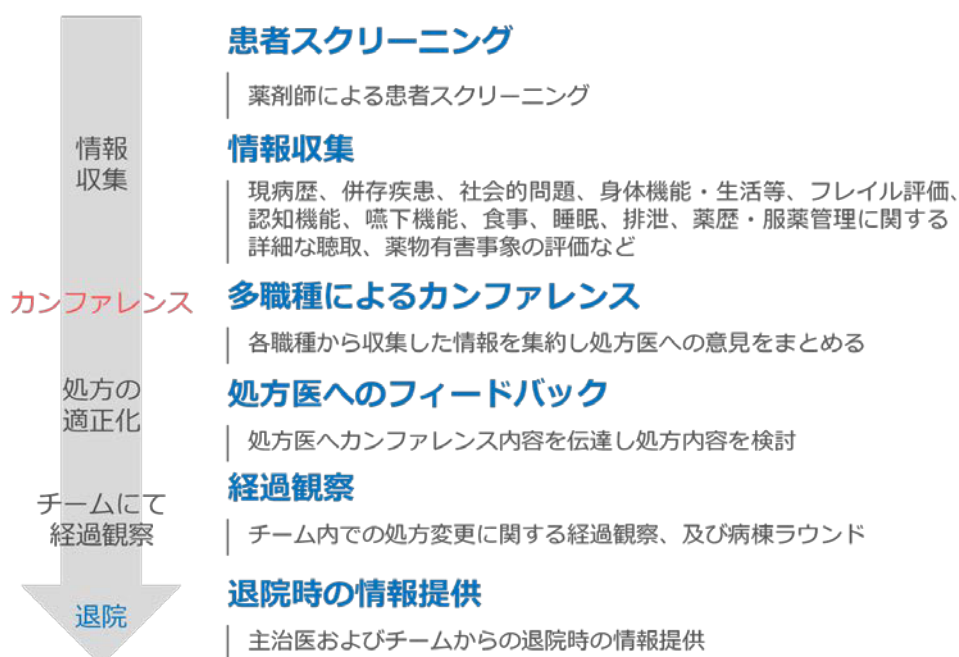 患者スクリーニング
薬剤師による患者スクリーニング
情報
収集
情報収集
現病歴、併存疾患、社会的問題、身体機能・生活等、フレイル評価、
認知機能、嚥下機能、食事、睡眠、排泄、薬歴・服薬管理に関する
詳細な聴取、薬物有害事象の評価など
カンファレンス
多職種によるカンファレンス
各職種から収集した情報を集約し処方医への意見をまとめる
処方の
適正化
処方医へのフィードバック
処方医へカンファレンス内容を伝達し処方内容を検討
チームにて
経過観察
経過観察
チーム内での処方変更に関する経過観察、及び病棟ラウンド
退院
退院時の情報提供
主治医およびチームからの退院時の情報提供